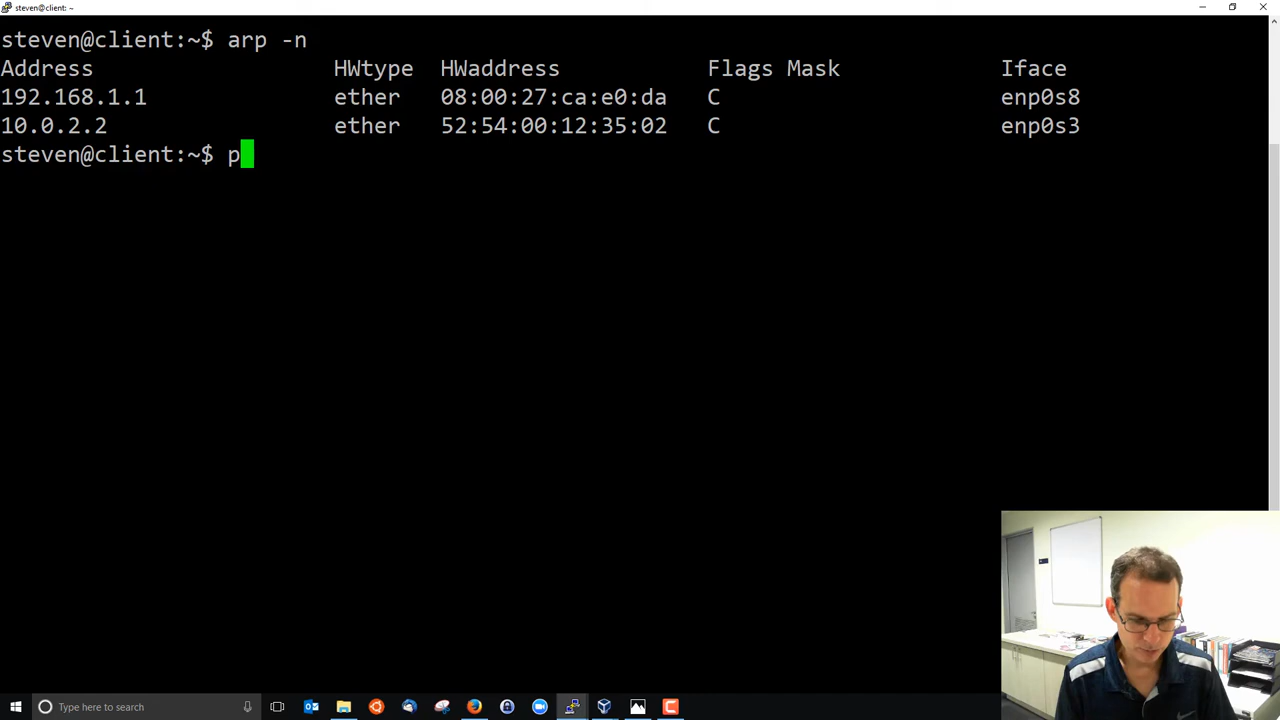 steven@client: ~
steven@client:~$ arp -n
Address HWtype HWaddress Flags Mask Iface
192.168.1.1 ether 08:00:27:ca:e0:da C enp0s8
10.0.2.2 ether 52:54:00:12:35:02 C enp0s3
steven@client:~$ p
Type here to search